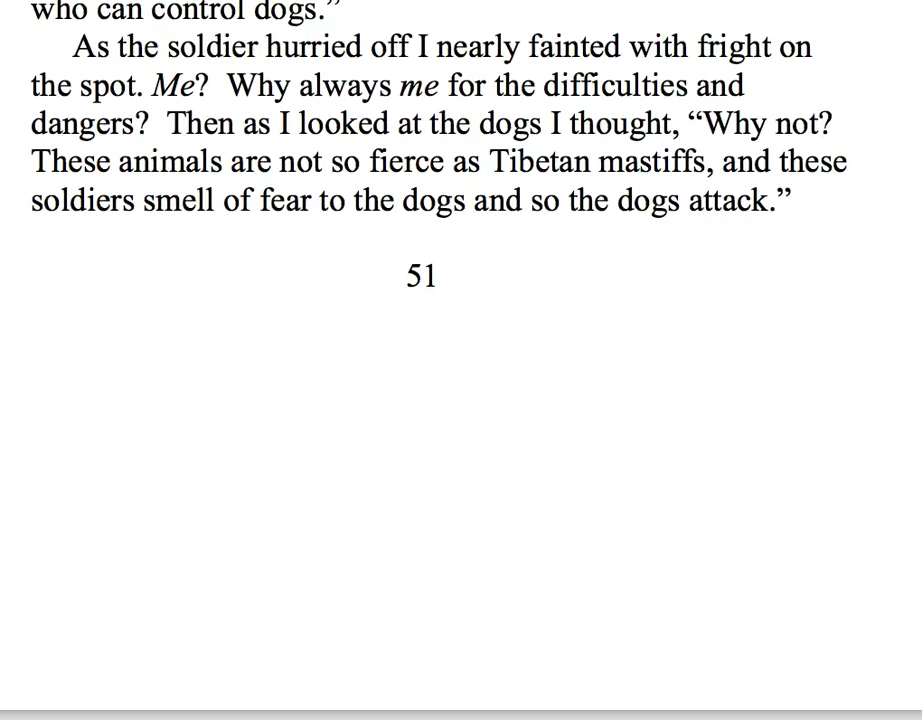 who can control dogs.”
As the soldier hurried off I nearly fainted with fright on
the spot. Me?  Why always me for the difficulties and
dangers?  Then as I looked at the dogs I thought, “Why not?
These animals are not so fierce as Tibetan mastiffs, and these
soldiers smell of fear to the dogs and so the dogs attack.”
51